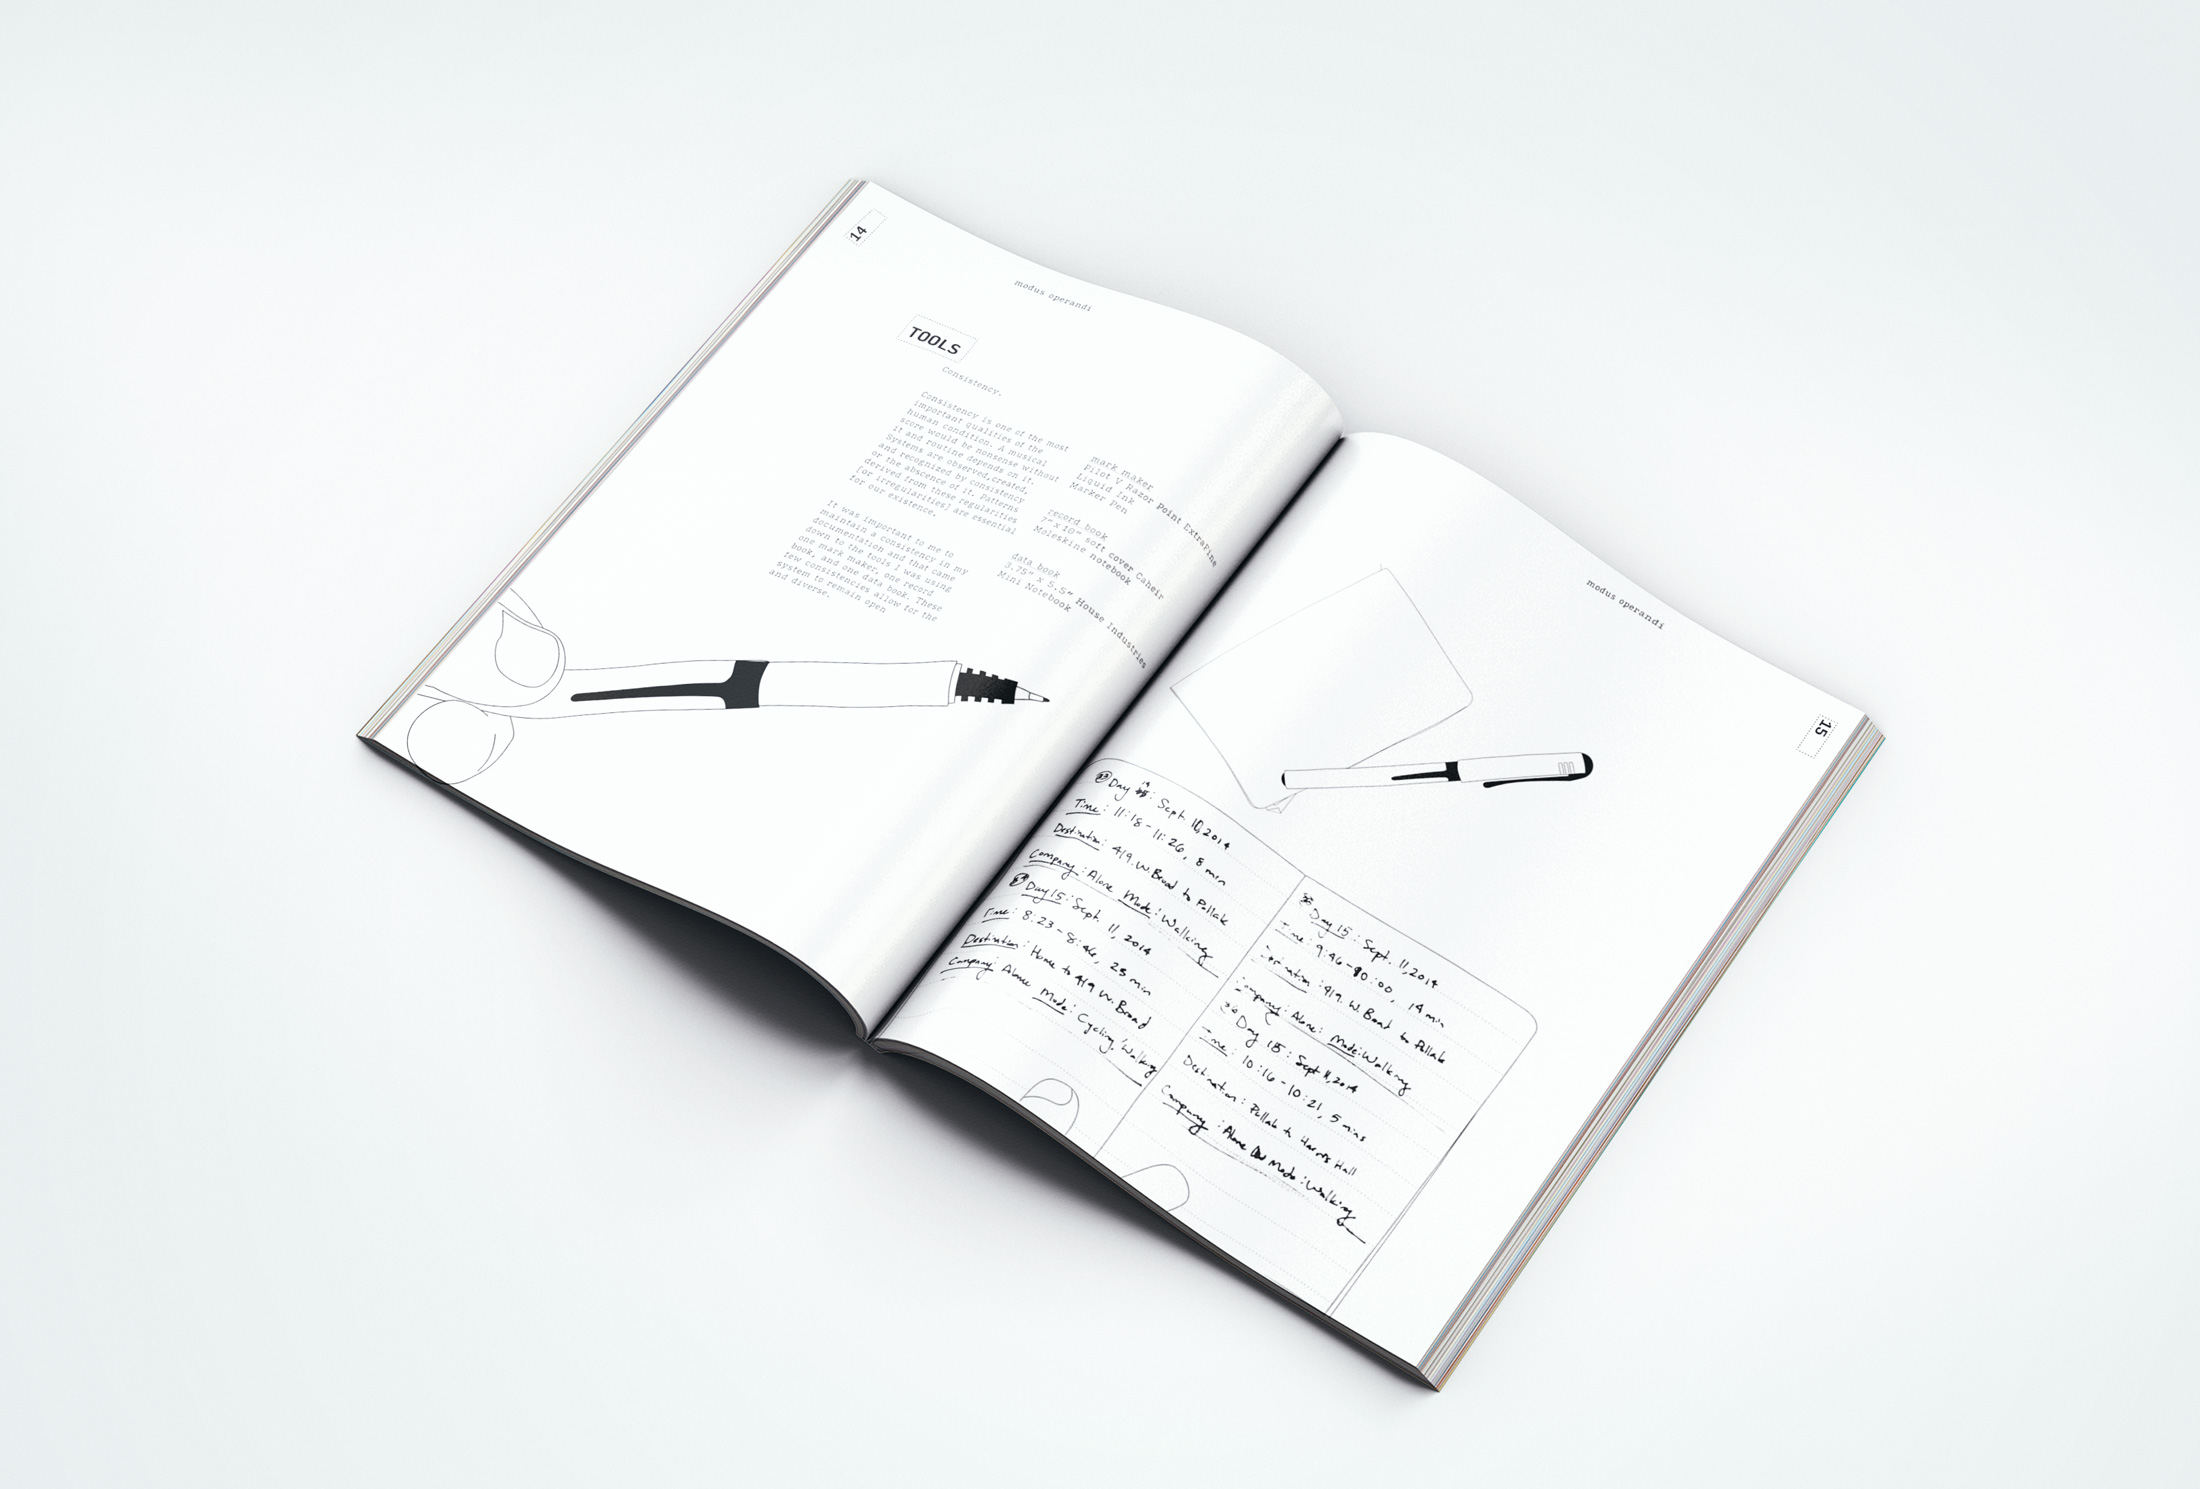 14
modus operandi
TOOLS
Consistency.
Consistency is one of the most
important qualities of the
human condition. A musical
score would be nonsense without
it and routine depends on it.
Systems are observed,created,
and recognized by consistency
or the abscence of it. Patterns
[or irregularities] are essential
derived from these regularities
for our existence.
It was important to me to
maintain a consistency in my
documentation and that came
down to the tools I was using
one mark maker, one record
book, and one data book. These
few consistencies allow for the
system to remain open
and diverse.
mark_maker
Pilot V Razor Point ExtraFine
Liquid Ink
Marker Pen
record_book
7" x 10" soft cover Caheir
Moleskine notebook
data_book
3.75" x 5.5" House Industries
Mini Notebook
modus operandi
15
Day 14: Sept. 10, 2014
Time: 11:18-11:26, 8 min
Destination: 419. W. Broad to Pollak
Company: Alone Mode: Walking
Day 15: Sept. 11, 2014
Time: 8:23-8:46, 23 min
Destination: Home to 419 W. Broad
Company: Alone Mode: Cycling/Walking
Day 15: Sept. 11, 2014
Time: 9:46-10:00, 14 min
Destination: 419. W. Broad to Pollak
Company: Alone: Mode: Walking
Day 15: Sept 11, 2014
Time: 10:16-10:21, 5 mins
Destination: Pollak to Harris Hall
Company: Alone Mode: Walking